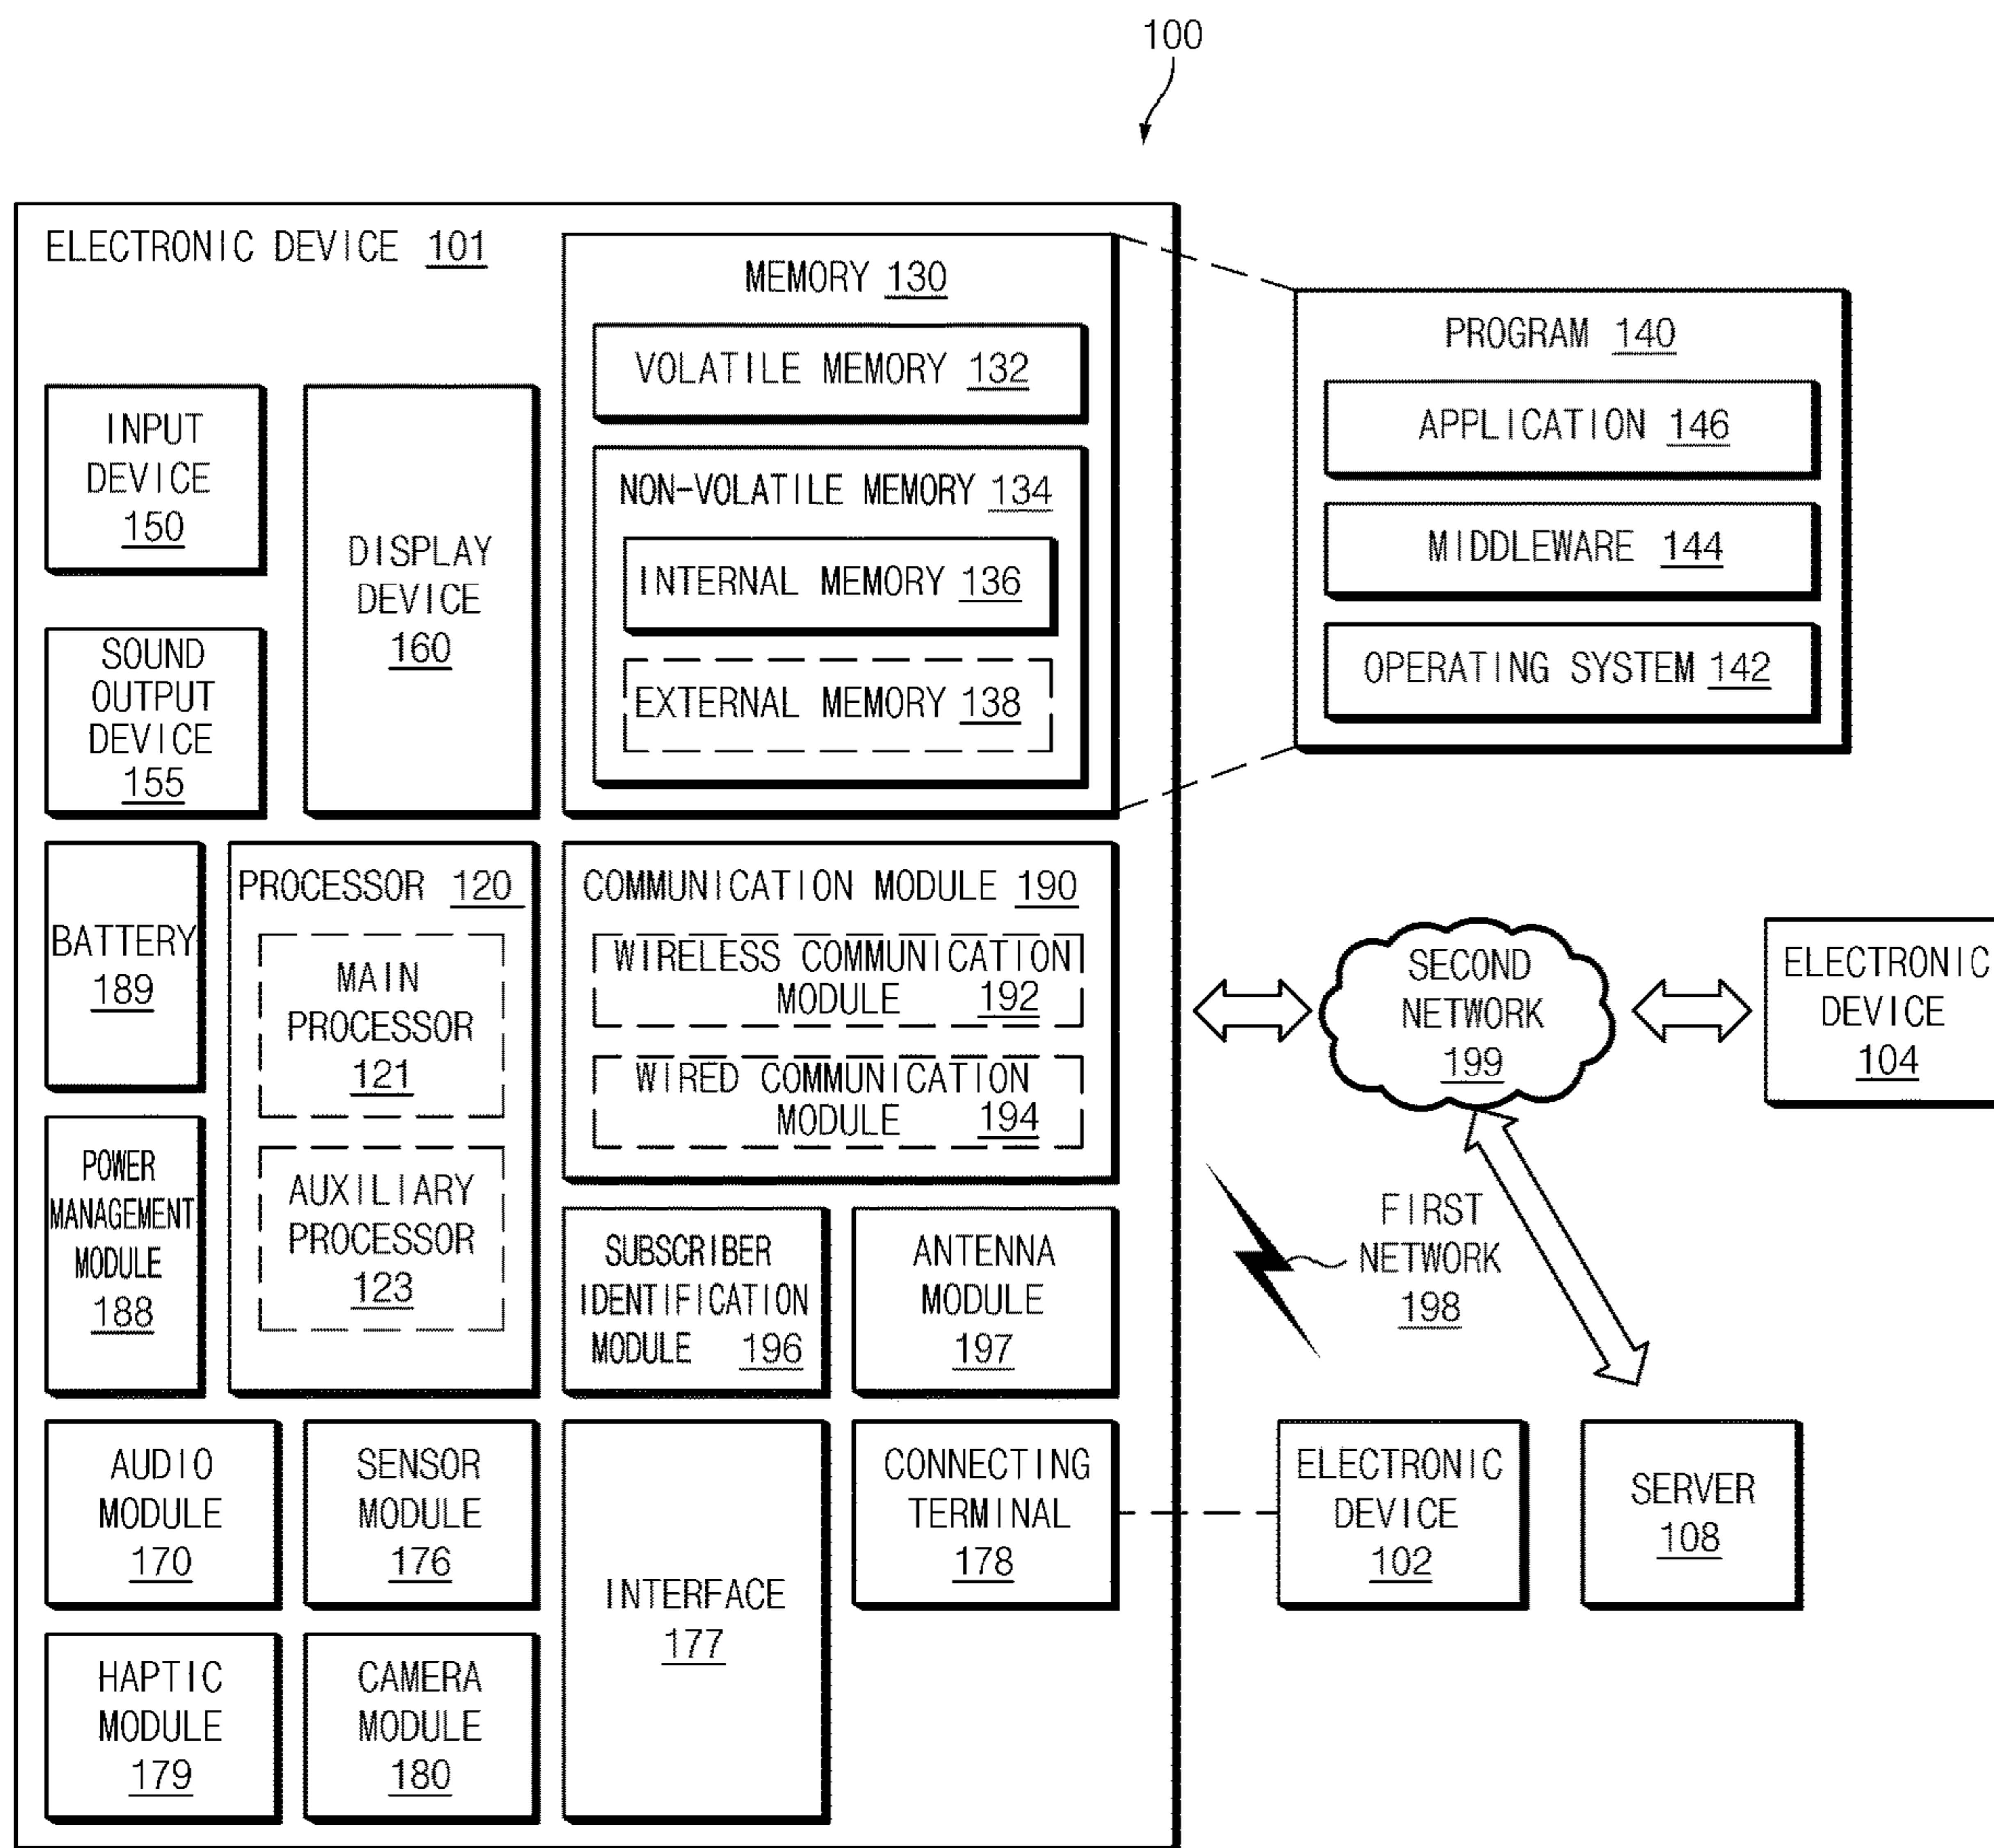 100
ELECTRONIC DEVICE 101
MEMORY 130
VOLATILE MEMORY 132
NON-VOLATILE MEMORY 134
INTERNAL MEMORY 136
EXTERNAL MEMORY 138
PROGRAM 140
APPLICATION 146
MIDDLEWARE 144
OPERATING SYSTEM 142
INPUT
DEVICE
150
DISPLAY
DEVICE
160
SOUND
OUTPUT
DEVICE
155
BATTERY
189
PROCESSOR 120
MAIN
PROCESSOR
121
AUXILIARY
PROCESSOR
123
COMMUNICATION MODULE 190
WIRELESS COMMUNICATION
MODULE 192
WIRED COMMUNICATION
MODULE 194
SECOND
NETWORK
199
ELECTRONIC
DEVICE
104
POWER
MANAGEMENT
MODULE
188
SUBSCRIBER
IDENTIFICATION
MODULE 196
ANTENNA
MODULE
197
FIRST
NETWORK
198
AUDIO
MODULE
170
SENSOR
MODULE
176
INTERFACE
177
CONNECTING
TERMINAL
178
ELECTRONIC
DEVICE
102
SERVER
108
HAPTIC
MODULE
179
CAMERA
MODULE
180